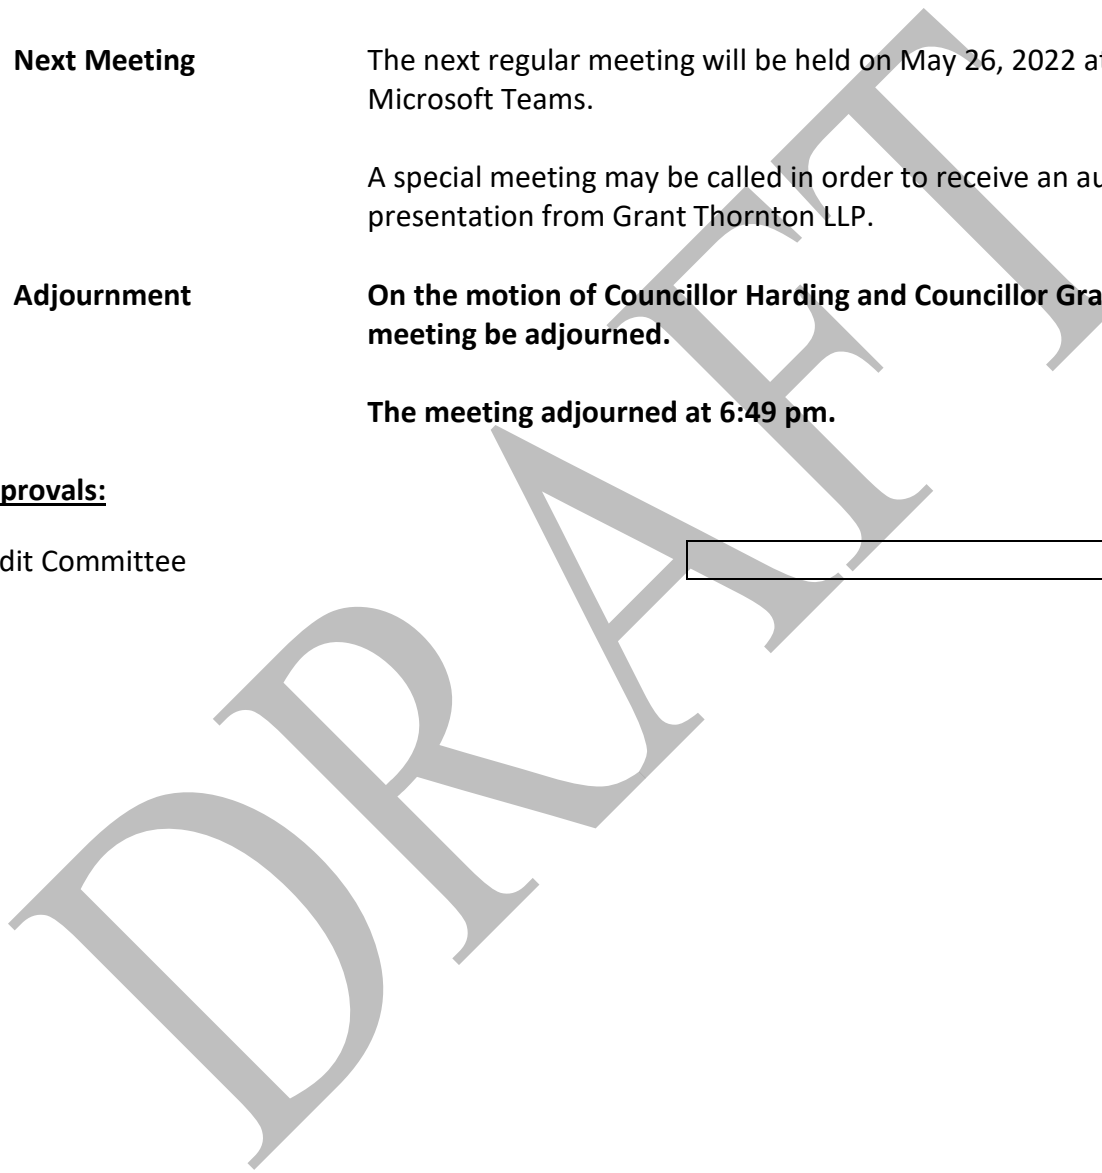 Next Meeting The next regular meeting will be held on May 26, 2022 at
Microsoft Teams.
A special meeting may be called in order to receive an au
presentation from Grant Thornton LLP.
Adjournment On the motion of Councillor Harding and Councillor Gra
meeting be adjourned.
The meeting adjourned at 6:49 pm.
provals:
dit Committee
DRAFT